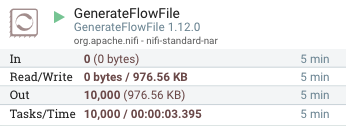 GenerateFlowFile
GenerateFlowFile 1.12.0
org.apache.nifi - nifi-standard-nar
In 0 (0 bytes) 5 min
Read/Write 0 bytes / 976.56 KB 5 min
Out 10,000 (976.56 KB) 5 min
Tasks/Time 10,000 / 00:00:03.395 5 min